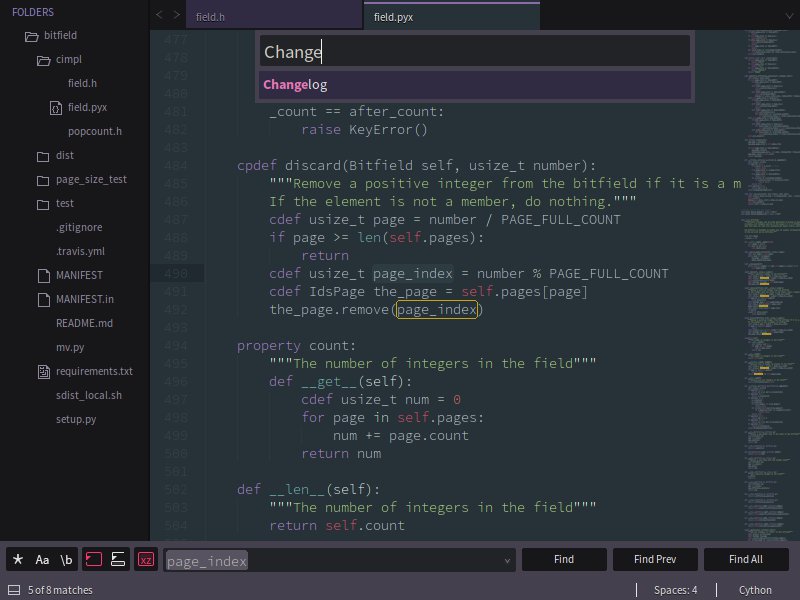 FOLDERS
bitfield
cimpl
field.h
field.pyx
popcount.h
dist
page_size_test
test
.gitignore
.travis.yml
MANIFEST
MANIFEST.in
README.md
mv.py
requirements.txt
sdist_local.sh
setup.py
field.h
field.pyx
Change
Changelog
477
478
479
480
481 _count == after_count:
482 raise KeyError()
483
484 cpdef discard(Bitfield self, usize_t number):
485 """Remove a positive integer from the bitfield if it is a m
486 If the element is not a member, do nothing."""
487 cdef usize_t page = number / PAGE_FULL_COUNT
488 if page >= len(self.pages):
489 return
490 cdef usize_t page_index = number % PAGE_FULL_COUNT
491 cdef IdsPage the_page = self.pages[page]
492 the_page.remove(page_index)
493
494 property count:
495 """The number of integers in the field"""
496 def __get__(self):
497 cdef usize_t num = 0
498 for page in self.pages:
499 num += page.count
500 return num
501
502 def __len__(self):
503 """The number of integers in the field"""
504 return self.count
* Aa \b xz page_index Find Find Prev Find All
5 of 8 matches Spaces: 4 Cython